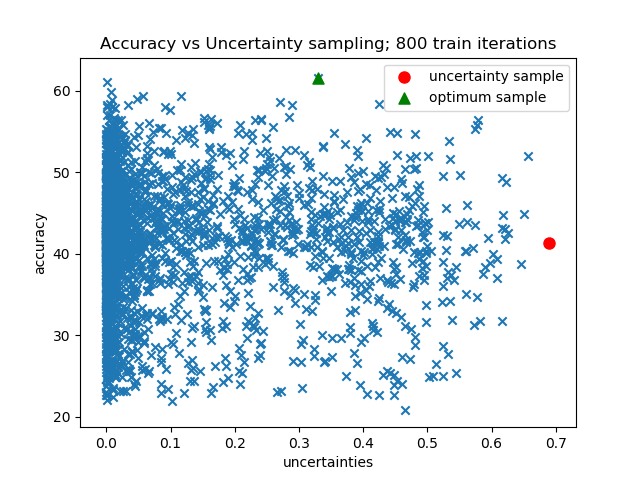 Accuracy vs Uncertainty sampling; 800 train iterations
uncertainty sample
optimum sample
accuracy
60
50
40
30
20
0.0 0.1 0.2 0.3 0.4 0.5 0.6 0.7
uncertainties